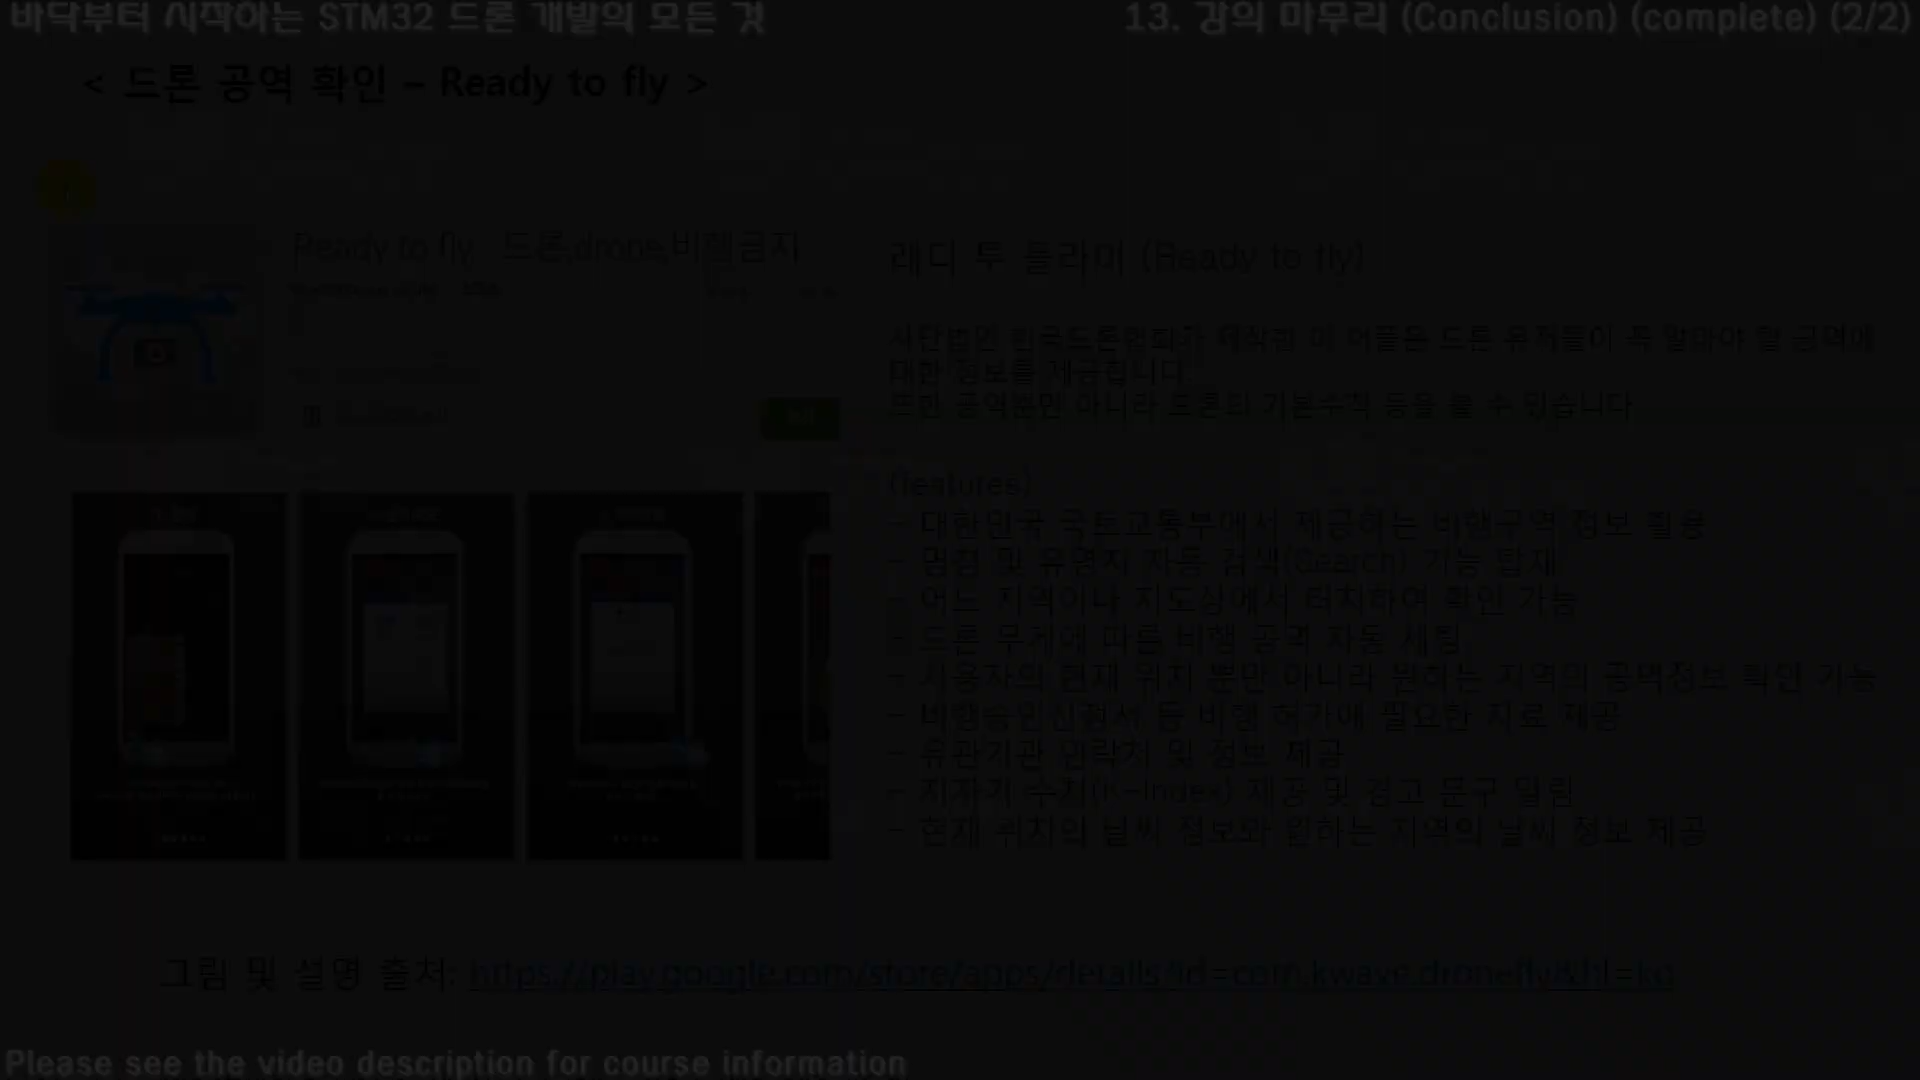 바닥부터 시작하는 STM32 드론 개발의 모든 것
13. 강의 마무리 (Conclusion) (complete) (2/2)
< 드론 공역 확인 – Ready to fly >
Ready to fly 드론,drone,비행금지
래디 투 플라이 (Ready to fly)
사단법인 한국드론협회가 제작한 이 어플은 드론 유저들이 꼭 알아야 할 공역에
대한 정보를 제공합니다.
또한 공역뿐만 아니라 드론의 기본수칙 등을 볼 수 있습니다.
(features)
- 대한민국 국토교통부에서 제공하는 비행공역 정보 활용
- 명칭 및 유명지 자동 검색(Search) 기능 탑재
- 어느 지역이나 지도상에서 터치하여 확인 가능
- 드론 무게에 따른 비행 공역 자동 세팅
- 사용자의 현재 위치 뿐만 아니라 원하는 지역의 공역정보 확인 가능
- 비행승인신청서 등 비행 허가에 필요한 자료 제공
- 유관기관 연락처 및 정보 제공
- 지자기 수치(K-Index) 제공 및 경고 문구 알림
- 현재 위치의 날씨 정보와 원하는 지역의 날씨 정보 제공
그림 및 설명 출처: https://play.google.com/store/apps/details?id=com.kwave.dronefly&hl=ko
Please see the video description for course information